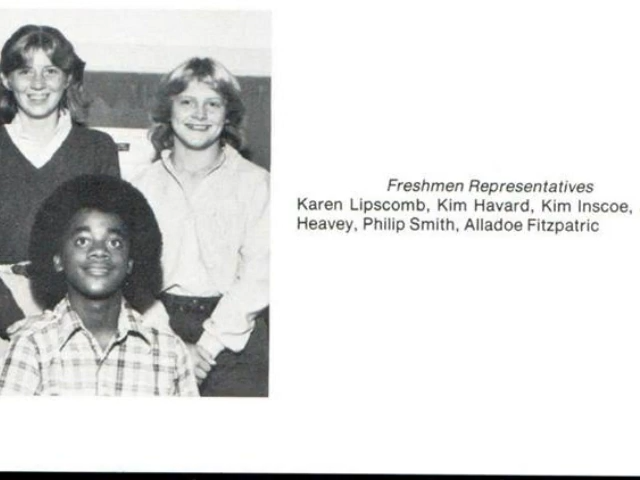 Freshmen Representatives
Karen Lipscomb, Kim Havard, Kim Inscoe,
Heavey, Philip Smith, Alladoe Fitzpatric